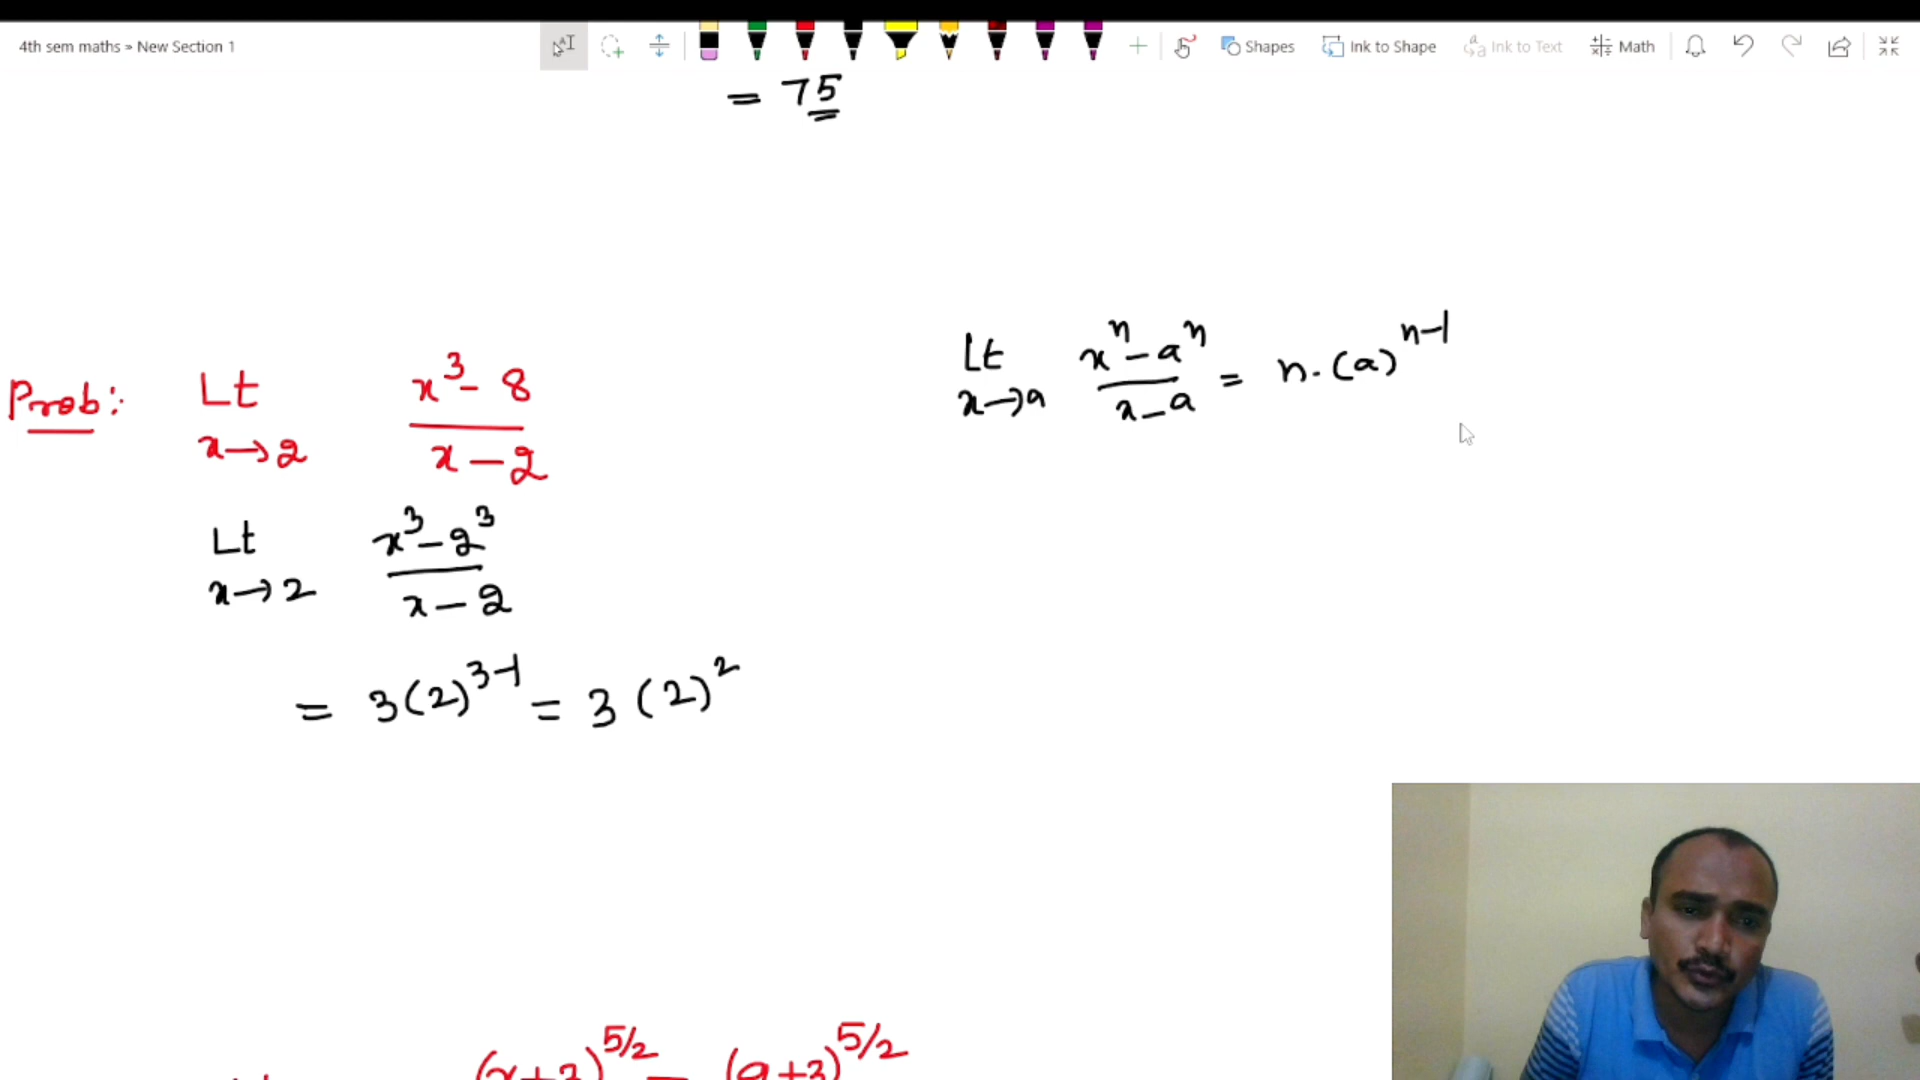 4th sem maths » New Section 1
Shapes Ink to Shape Ink to Text Math
= 75
Prob: Lt x→2 (x³ - 8)/(x - 2)
Lt x→a (xⁿ - aⁿ)/(x - a) = n·(a)ⁿ⁻¹
Lt x→2 (x³ - 2³)/(x - 2)
= 3(2)³⁻¹ = 3(2)²
5/2 5/2